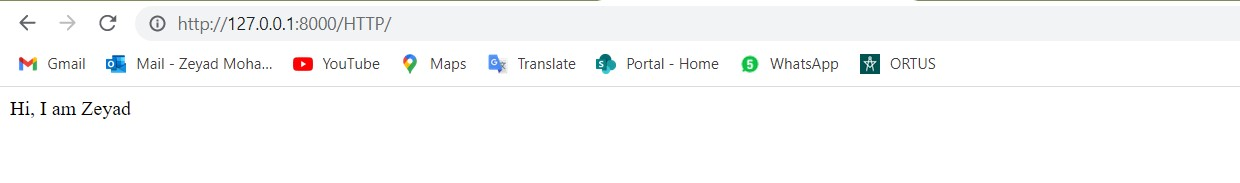 http://127.0.0.1:8000/HTTP/
Gmail Mail - Zeyad Moha... YouTube Maps Translate Portal - Home 5 WhatsApp ORTUS
Hi, I am Zeyad